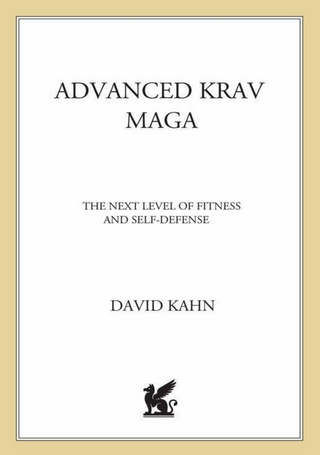 ADVANCED KRAV
MAGA
THE NEXT LEVEL OF FITNESS
AND SELF-DEFENSE
DAVID KAHN